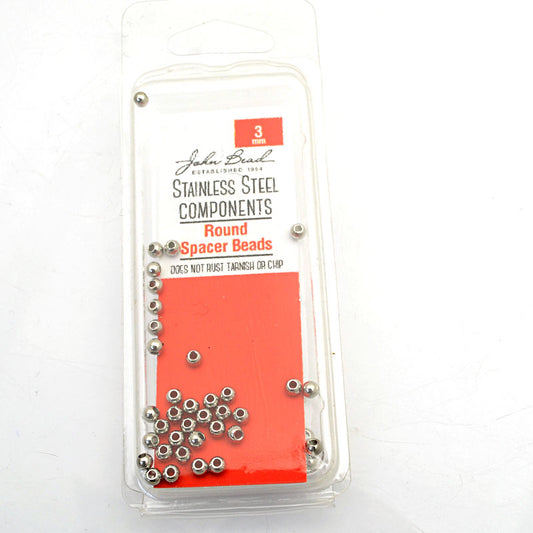 3
mm
John Bead
ESTABLISHED 1954
STAINLESS STEEL
COMPONENTS
Round
Spacer Beads
DOES NOT RUST TARNISH OR CHIP